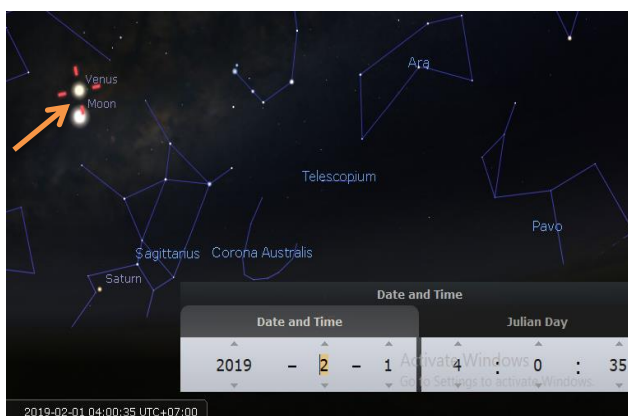 Venus
Moon
Ara
Telescopium
Pavo
Sagittarius Corona Australis
Saturn
Date and Time
Date and Time Julian Day
2019 - 2 - 1 4 : 0 : 35
Activate Windows
Go to Settings to activate Windows.
2019-02-01 04:00:35 UTC+07:00